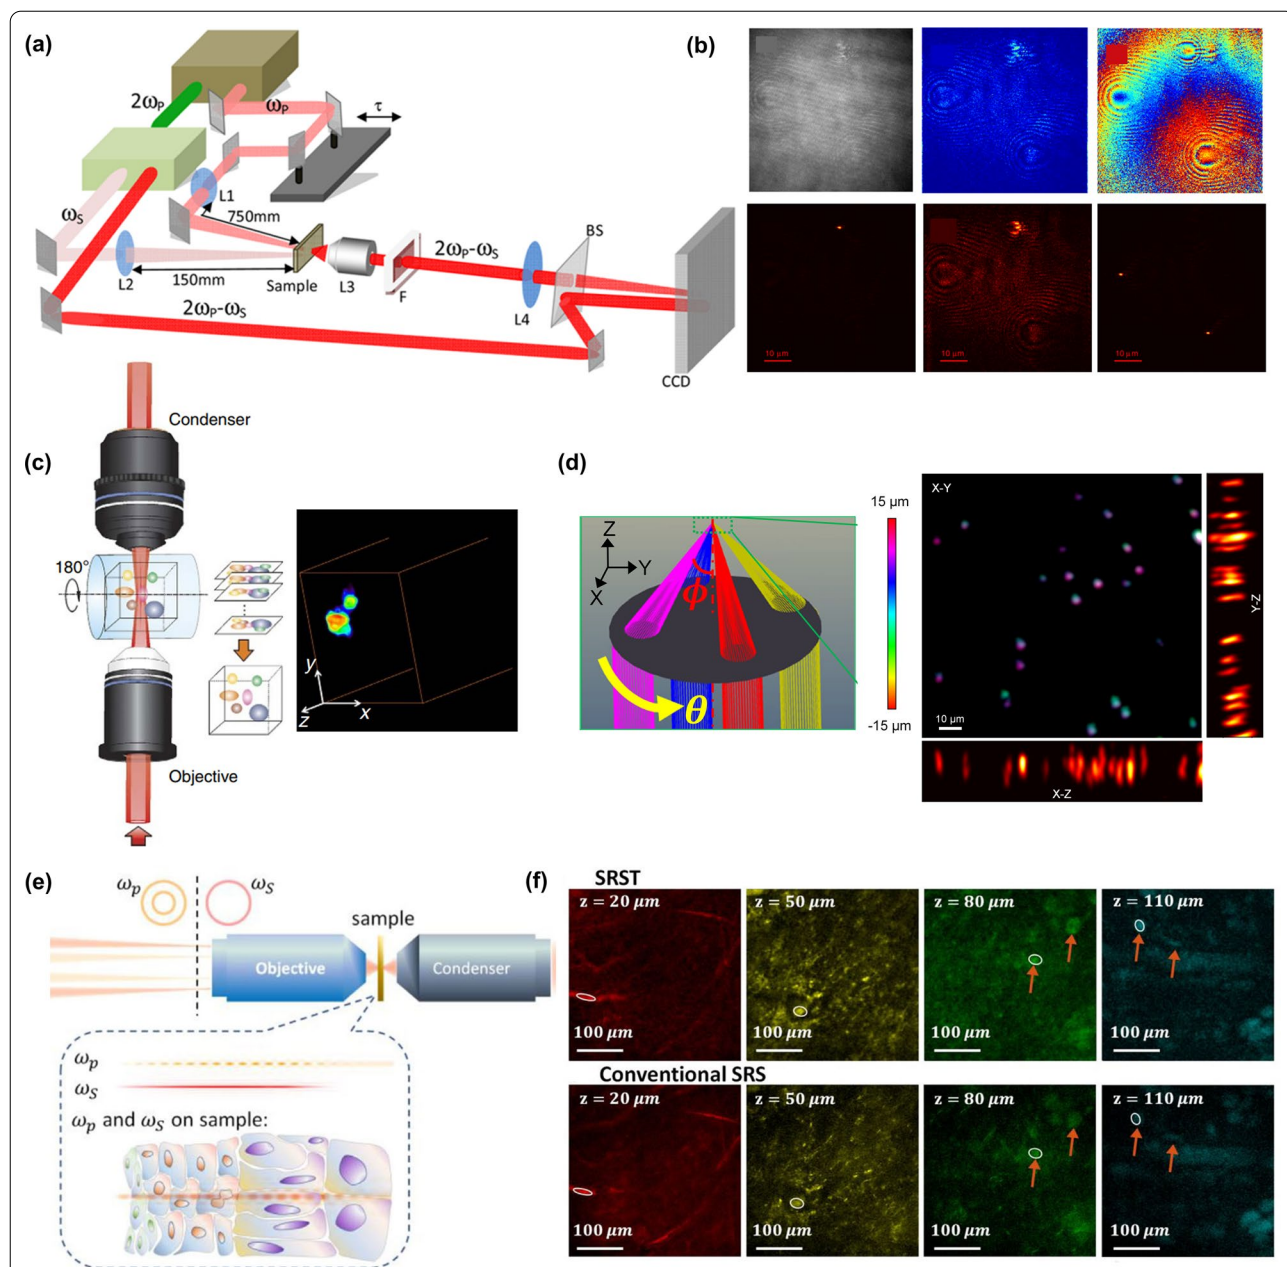 (a)
2ωP
ωP
τ
L1
ωS
750mm
BS
2ωP-ωS
L2
150mm
Sample
L3
F
L4
2ωP-ωS
CCD
(b)
10 µm
10 µm
10 µm
(c)
Condenser
180°
y
z
x
Objective
(d)
Z
Y
X
ϕ
θ
15 µm
-15 µm
X-Y
10 µm
Y-Z
X-Z
(e)
ωp
ωS
sample
Objective
Condenser
ωp
ωS
ωp and ωS on sample:
(f)
SRST
z = 20 µm
z = 50 µm
z = 80 µm
z = 110 µm
100 µm
100 µm
100 µm
100 µm
Conventional SRS
z = 20 µm
z = 50 µm
z = 80 µm
z = 110 µm
100 µm
100 µm
100 µm
100 µm